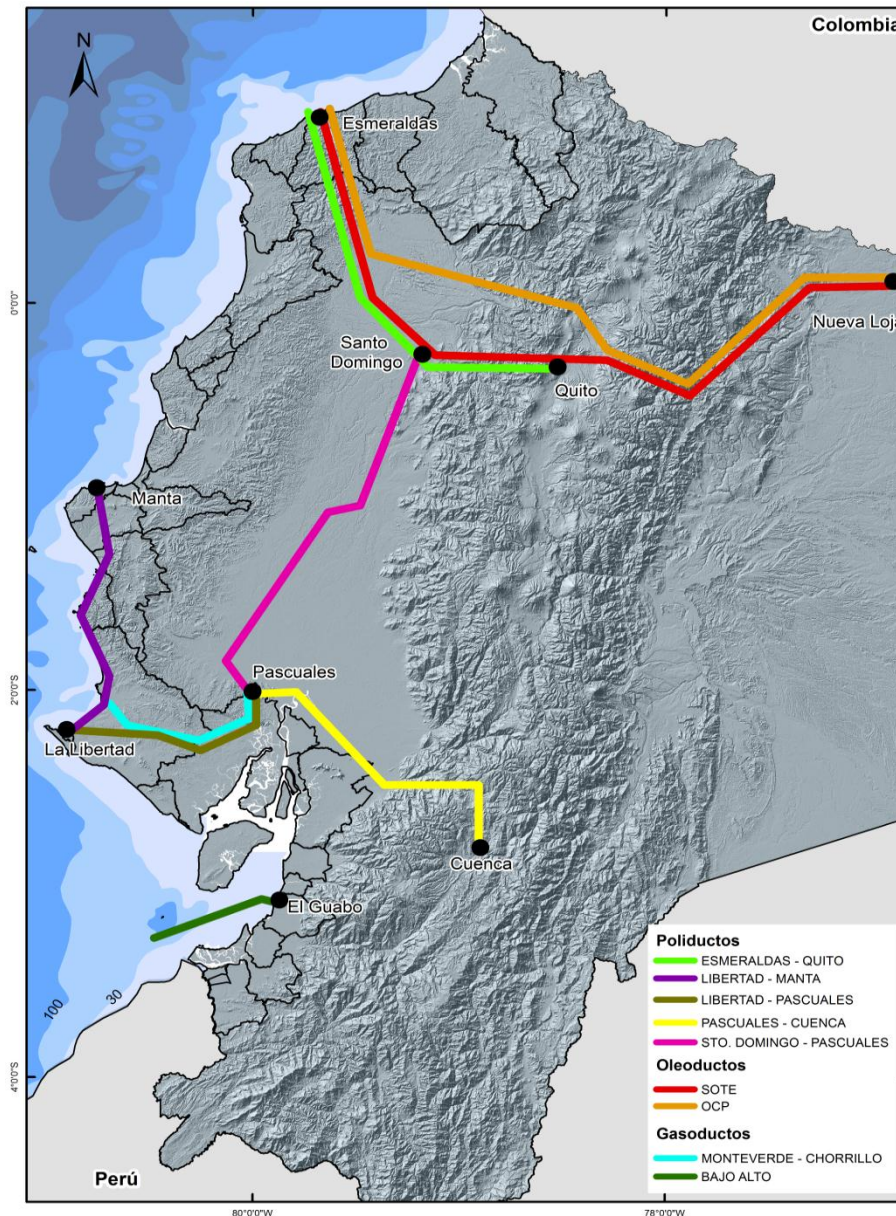 Colombia
N
Esmeraldas
0°0'0"
Nueva Loja
Santo
Domingo
Quito
Manta
Pascuales
2°0'0"S
La Libertad
Cuenca
El Guabo
100
30
4°0'0"S
Perú
80°0'0"W
78°0'0"W
Poliductos
ESMERALDAS - QUITO
LIBERTAD - MANTA
LIBERTAD - PASCUALES
PASCUALES - CUENCA
STO. DOMINGO - PASCUALES
Oleoductos
SOTE
OCP
Gasoductos
MONTEVERDE - CHORRILLO
BAJO ALTO